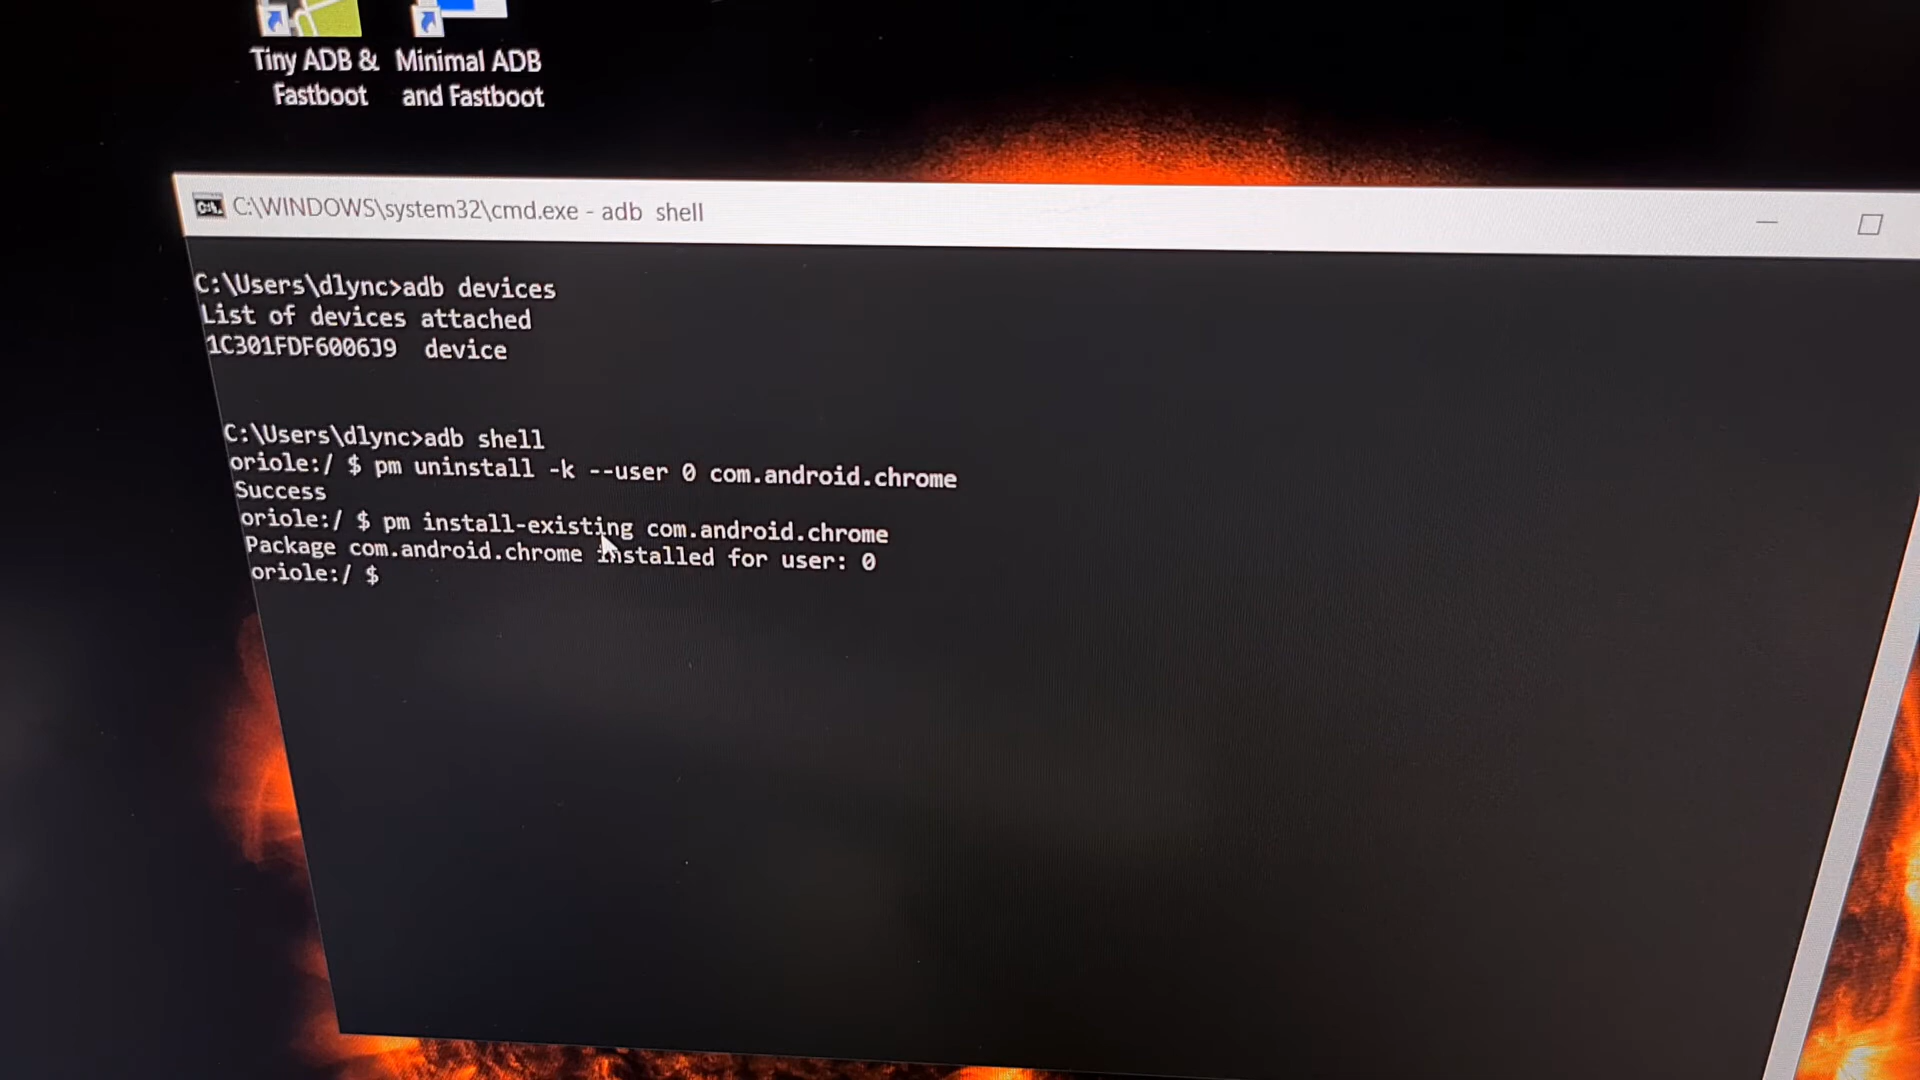 Tiny ADB &
Fastboot
Minimal ADB
and Fastboot
C:\WINDOWS\system32\cmd.exe - adb  shell
C:\Users\dlync>adb devices
List of devices attached
1C301FDF6006J9  device
C:\Users\dlync>adb shell
oriole:/ $ pm uninstall -k --user 0 com.android.chrome
Success
oriole:/ $ pm install-existing com.android.chrome
Package com.android.chrome installed for user: 0
oriole:/ $